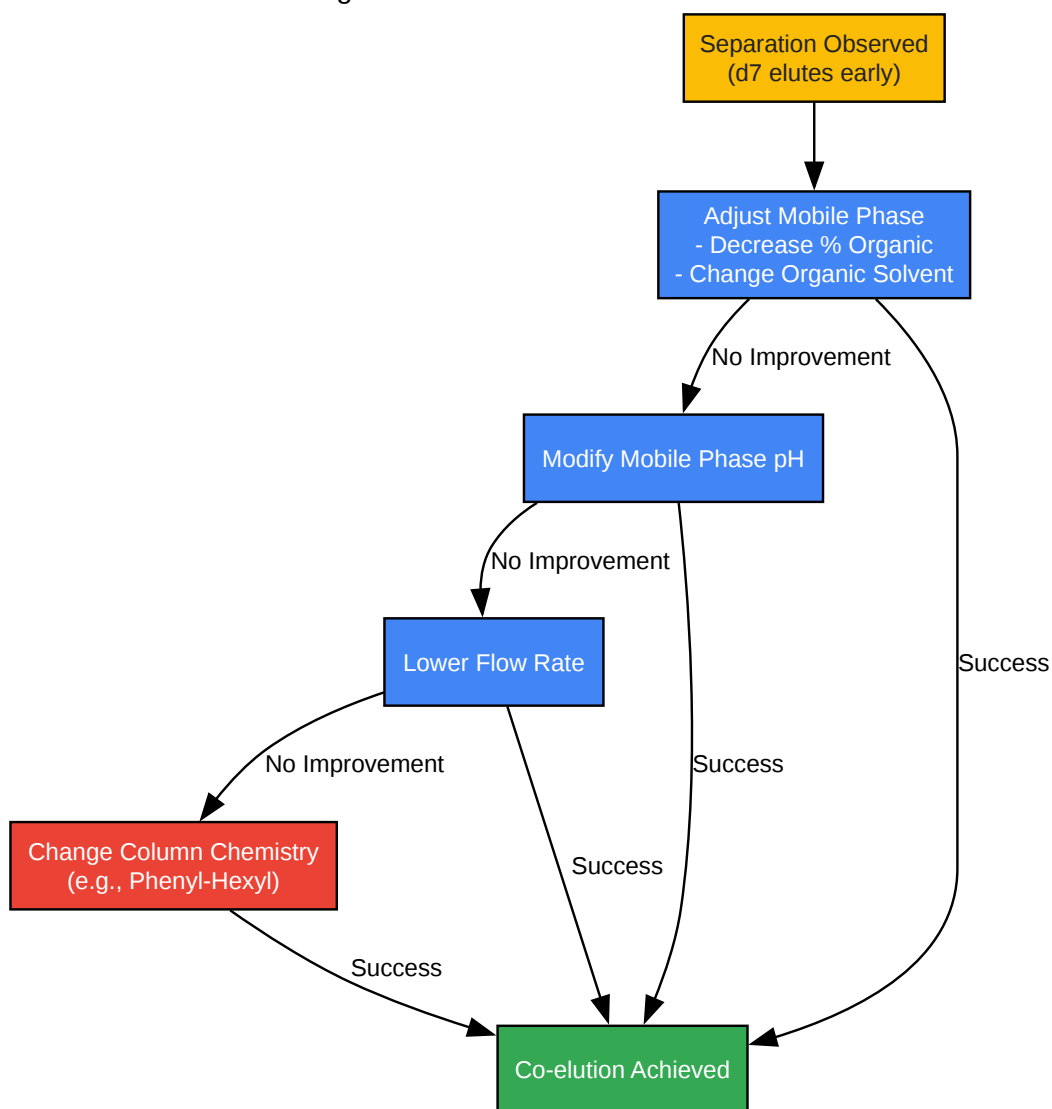 Separation Observed
(d7 elutes early)
Adjust Mobile Phase
- Decrease % Organic
- Change Organic Solvent
No Improvement
Modify Mobile Phase pH
No Improvement
Lower Flow Rate
Success
No Improvement
Success
Change Column Chemistry
(e.g., Phenyl-Hexyl)
Success
Success
Co-elution Achieved